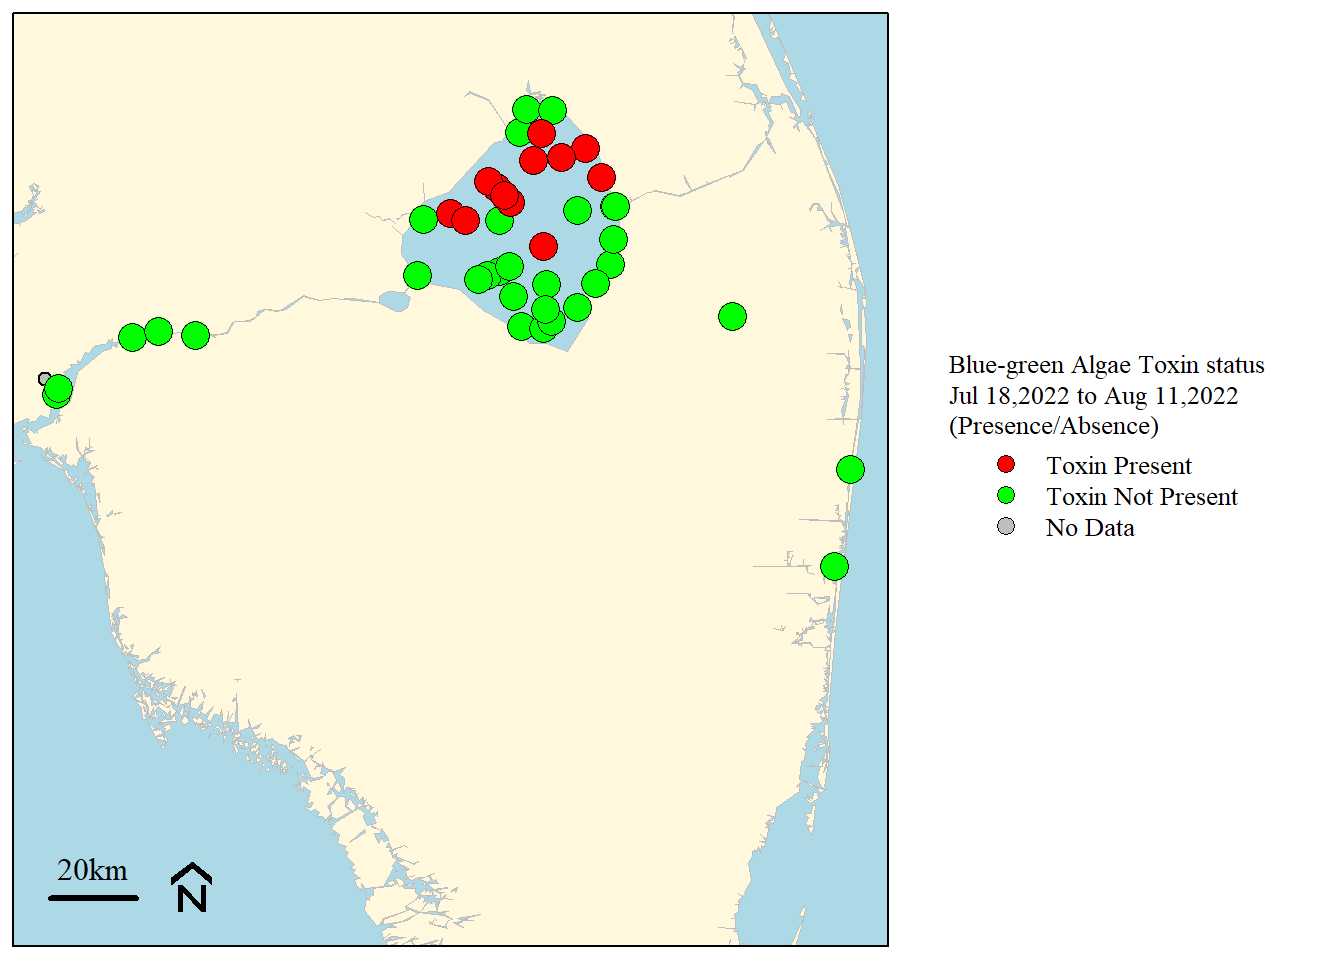 Blue-green Algae Toxin status
Jul 18,2022 to Aug 11,2022
(Presence/Absence)
Toxin Present
Toxin Not Present
No Data
20km
N